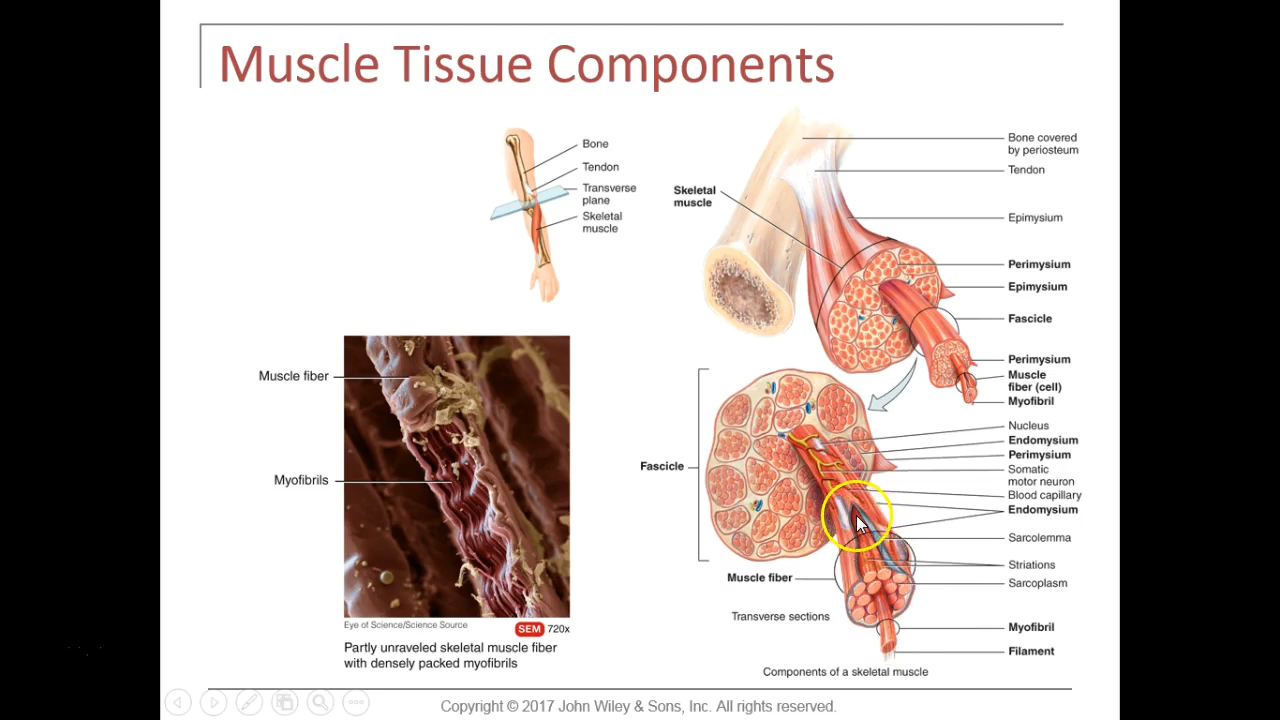 Muscle Tissue Components
Bone
Tendon
Transverse
plane
Skeletal
muscle
Skeletal
muscle
Bone covered
by periosteum
Tendon
Epimysium
Perimysium
Epimysium
Fascicle
Perimysium
Muscle
fiber (cell)
Myofibril
Muscle fiber
Myofibrils
Eye of Science/Science Source
SEM 720x
Partly unraveled skeletal muscle fiber
with densely packed myofibrils
Fascicle
Nucleus
Endomysium
Perimysium
Somatic
motor neuron
Blood capillary
Endomysium
Sarcolemma
Striations
Sarcoplasm
Muscle fiber
Transverse sections
Myofibril
Filament
Components of a skeletal muscle
Copyright © 2017 John Wiley & Sons, Inc. All rights reserved.